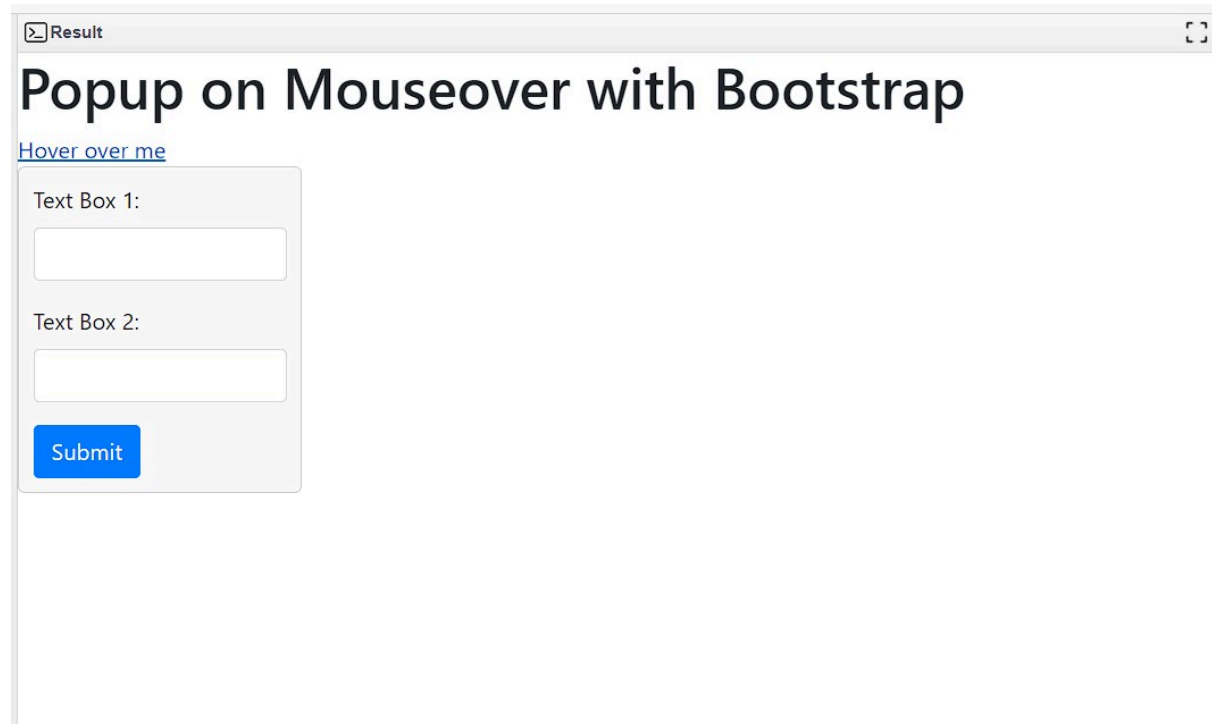 Result
Popup on Mouseover with Bootstrap
Hover over me
Text Box 1:
Text Box 2:
Submit